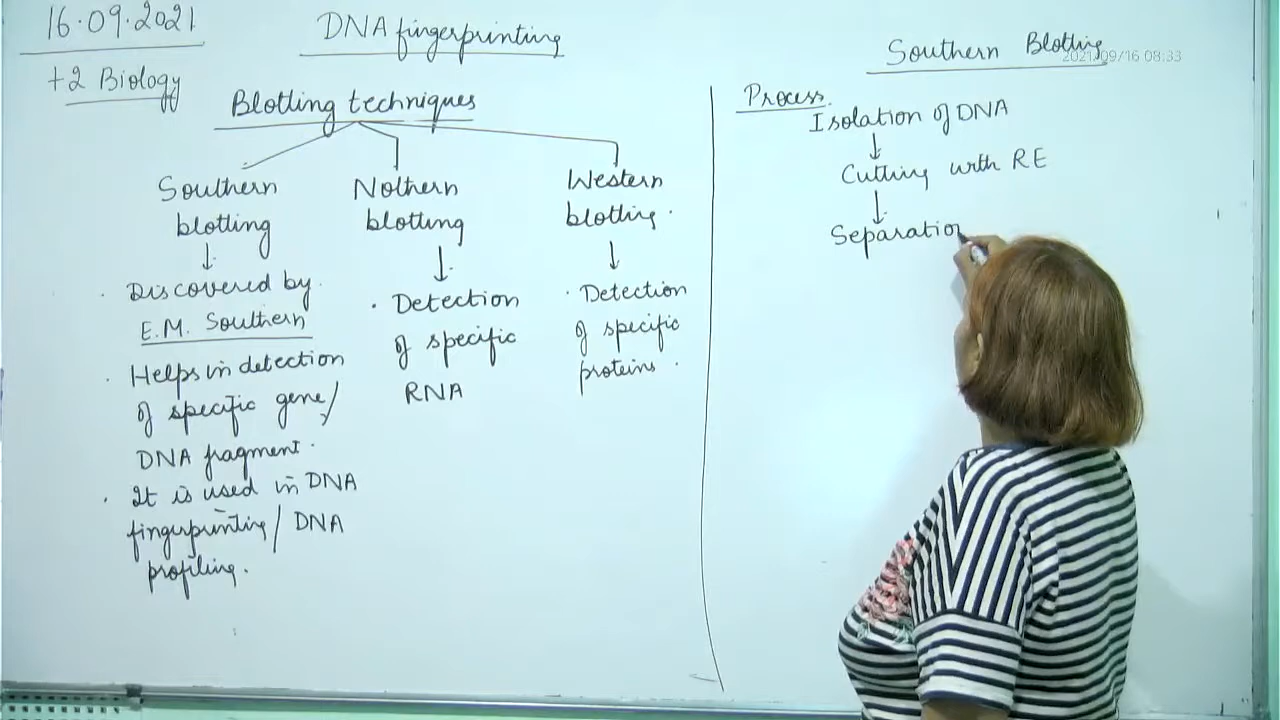 16.09.2021
+2 Biology
DNA fingerprinting
Blotting techniques
Southern
blotting
Discovered by
E.M. Southern
Helps in detection
of specific gene/
DNA fragment.
It is used in DNA
fingerprinting/DNA
profiling.
Nothern
blotting
Detection
of specific
RNA
Western
blotting.
Detection
of specific
proteins.
Southern Blotting
2021/09/16 08:33
Process.
Isolation of DNA
Cutting with RE
Separation